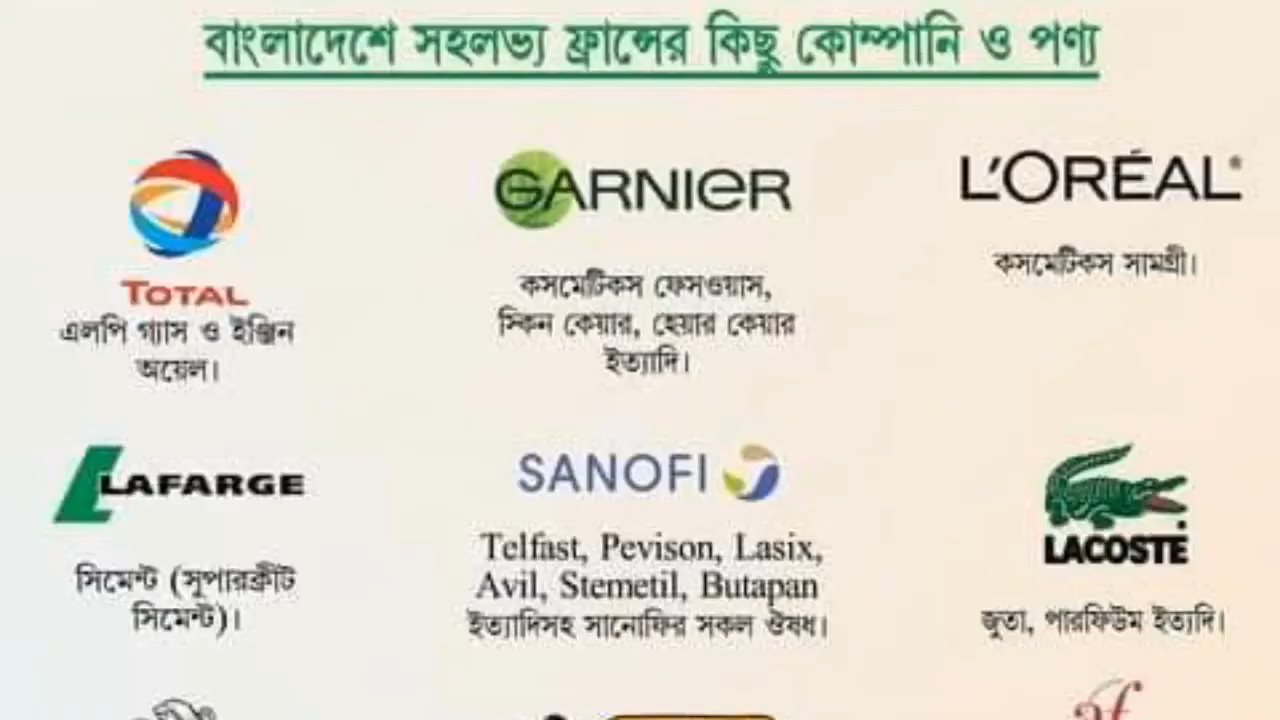 বাংলাদেশে সহলভ্য ফ্রান্সের কিছু কোম্পানি ও পণ্য
TOTAL
এলপি গ্যাস ও ইঞ্জিন
অয়েল।
GARNIER
কসমেটিকস ফেসওয়াস,
স্কিন কেয়ার, হেয়ার কেয়ার
ইত্যাদি।
L'ORÉAL®
কসমেটিকস সামগ্রী।
LAFARGE
সিমেন্ট (সুপারক্রীট
সিমেন্ট)।
SANOFI
Telfast, Pevison, Lasix,
Avil, Stemetil, Butapan
ইত্যাদিসহ সানোফির সকল ঔষধ।
LACOSTE
জুতা, পারফিউম ইত্যদি।